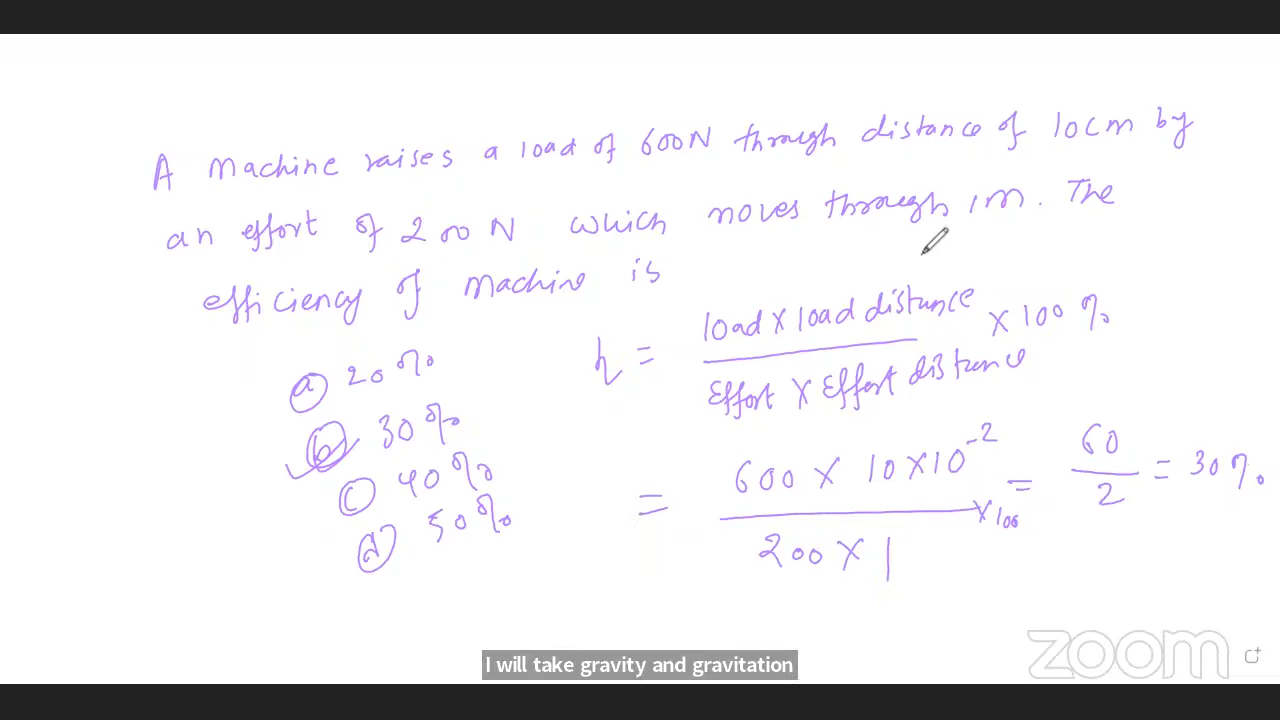 A machine raises a load of 600N through distance of 10cm by
an effort of 200 N which moves through 1m. The
efficiency of machine is
η = load X load distance / Effort X Effort distance X 100 %
(a) 20 %
(b) 30 %
(c) 40 %
(d) 50 %
= 600 X 10 X 10⁻² / 200 X 1 X 100 = 60 / 2 = 30 %.
I will take gravity and gravitation
zoom